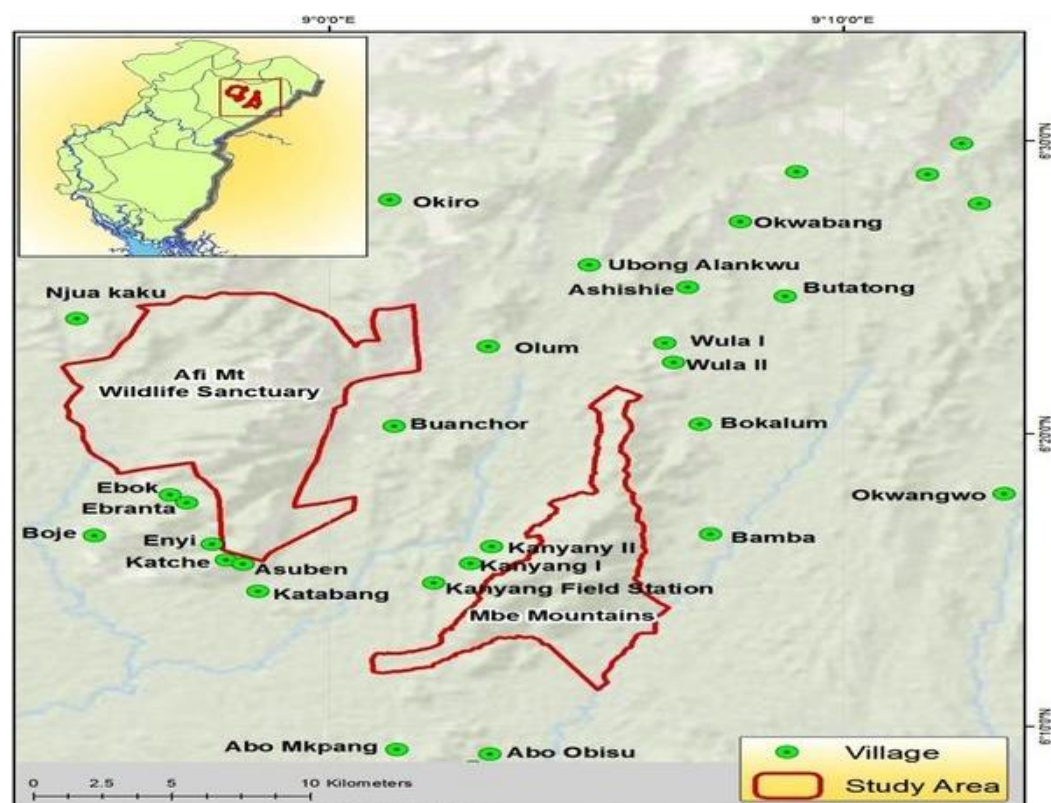 9°0'0"E
9°10'0"E
6°30'0"N
Okiro
Okwabang
Ubong Alankwu
Ashishie
Butatong
Njua kaku
Wula I
Olum
Wula II
Afi Mt
Wildlife Sanctuary
Buanchor
Bokalum
6°20'0"N
Ebok
Okwangwo
Ebranta
Boje
Bamba
Enyi
Kanyany II
Katche
Asuben
Kanyang I
Katabang
Kanyang Field Station
Mbe Mountains
6°10'0"N
Abo Mkpang
Abo Obisu
Village
Study Area
0 2.5 5 10 Kilometers